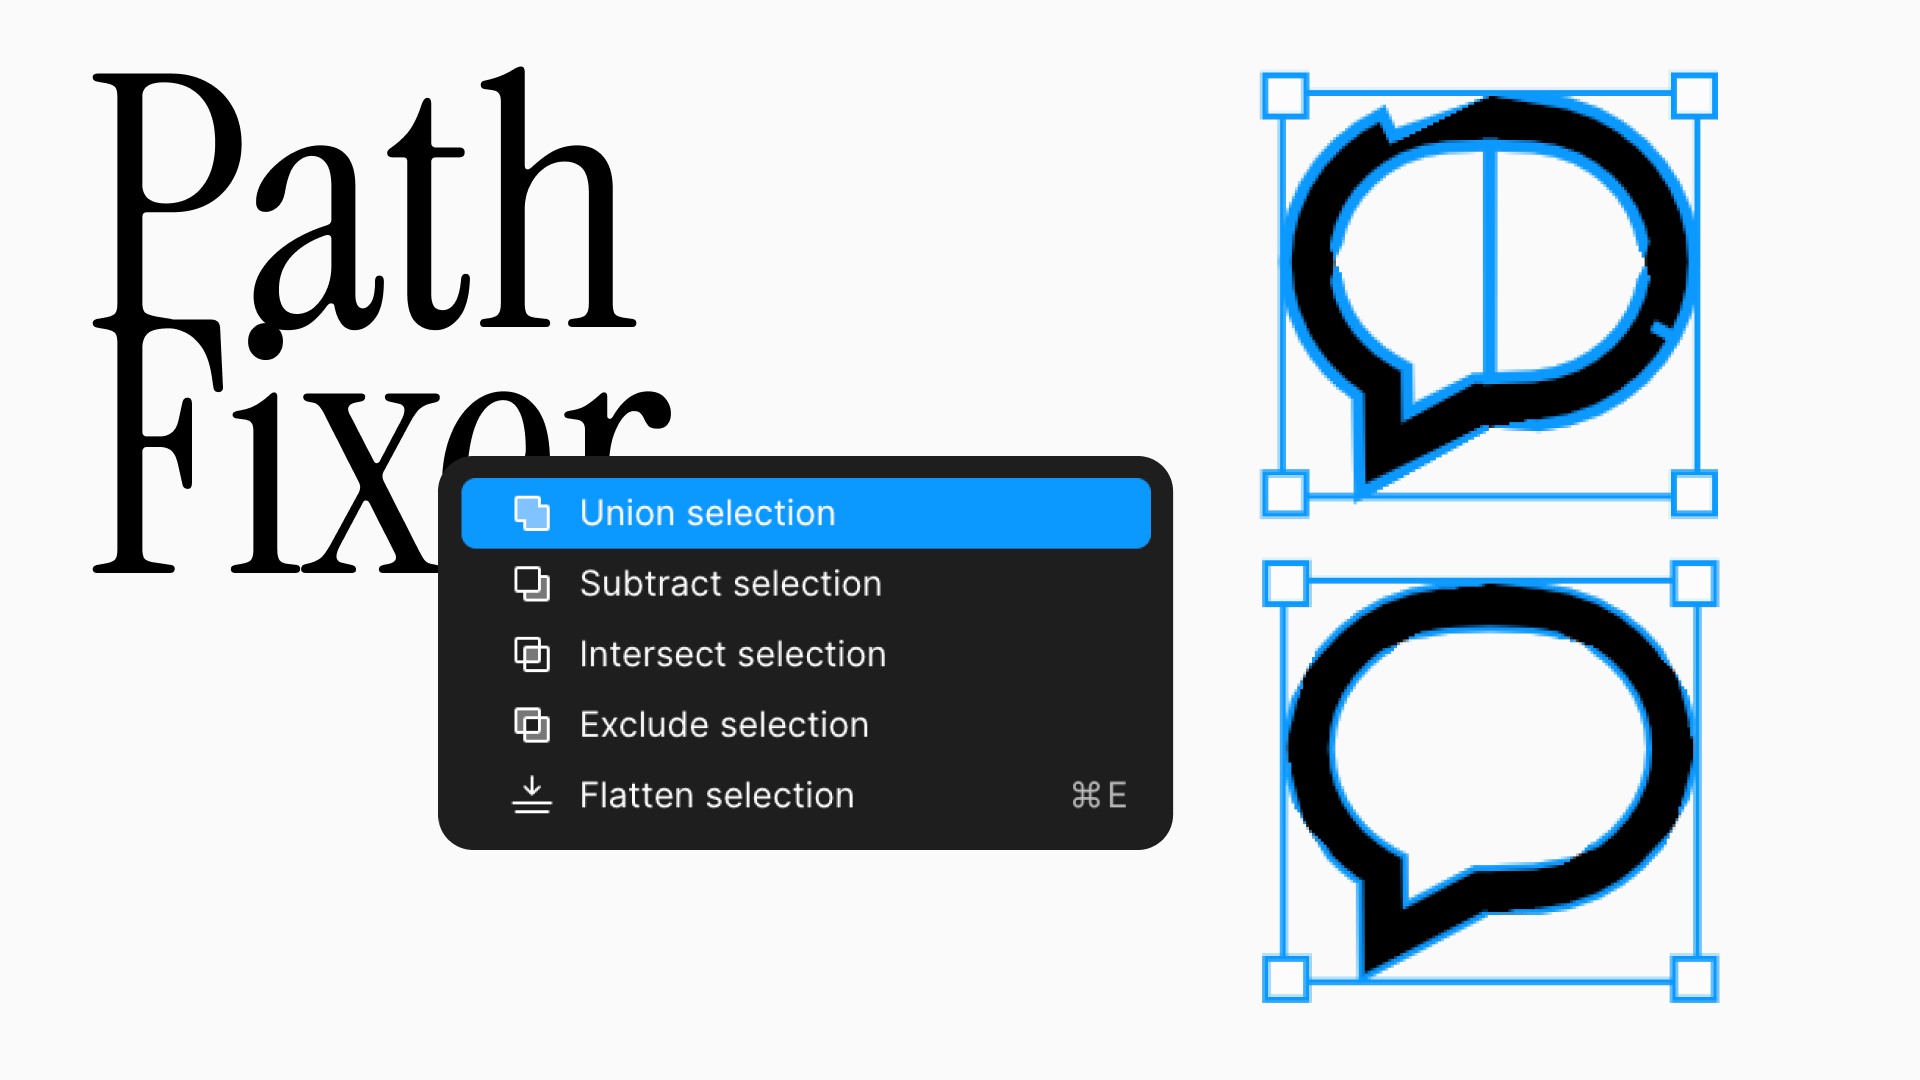 Path
Fixer
Union selection
Subtract selection
Intersect selection
Exclude selection
Flatten selection ⌘E